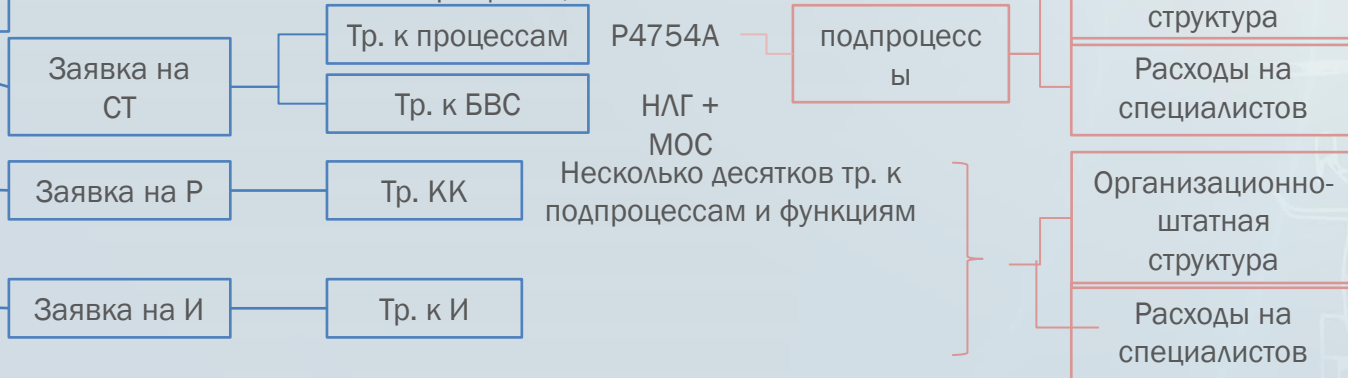 структура
Тр. к процессам
Р4754А
подпроцесс
ы
Заявка на
СТ
Расходы на
специалистов
Тр. к БВС
НЛГ +
МОС
Заявка на Р
Тр. КК
Несколько десятков тр. к
подпроцессам и функциям
Организационно-
штатная
структура
Заявка на И
Тр. к И
Расходы на
специалистов